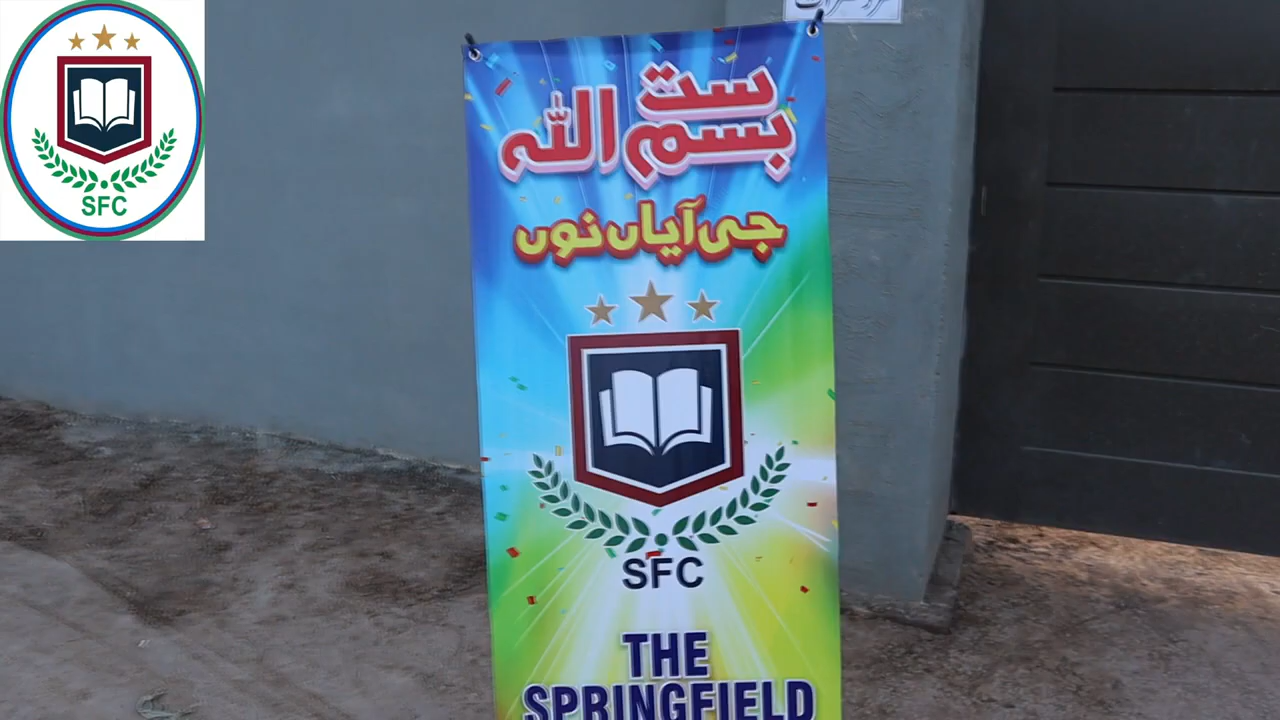 SFC
ست
بسم اللہ
جی آیاں نوں
SFC
THE
SPRINGFIELD